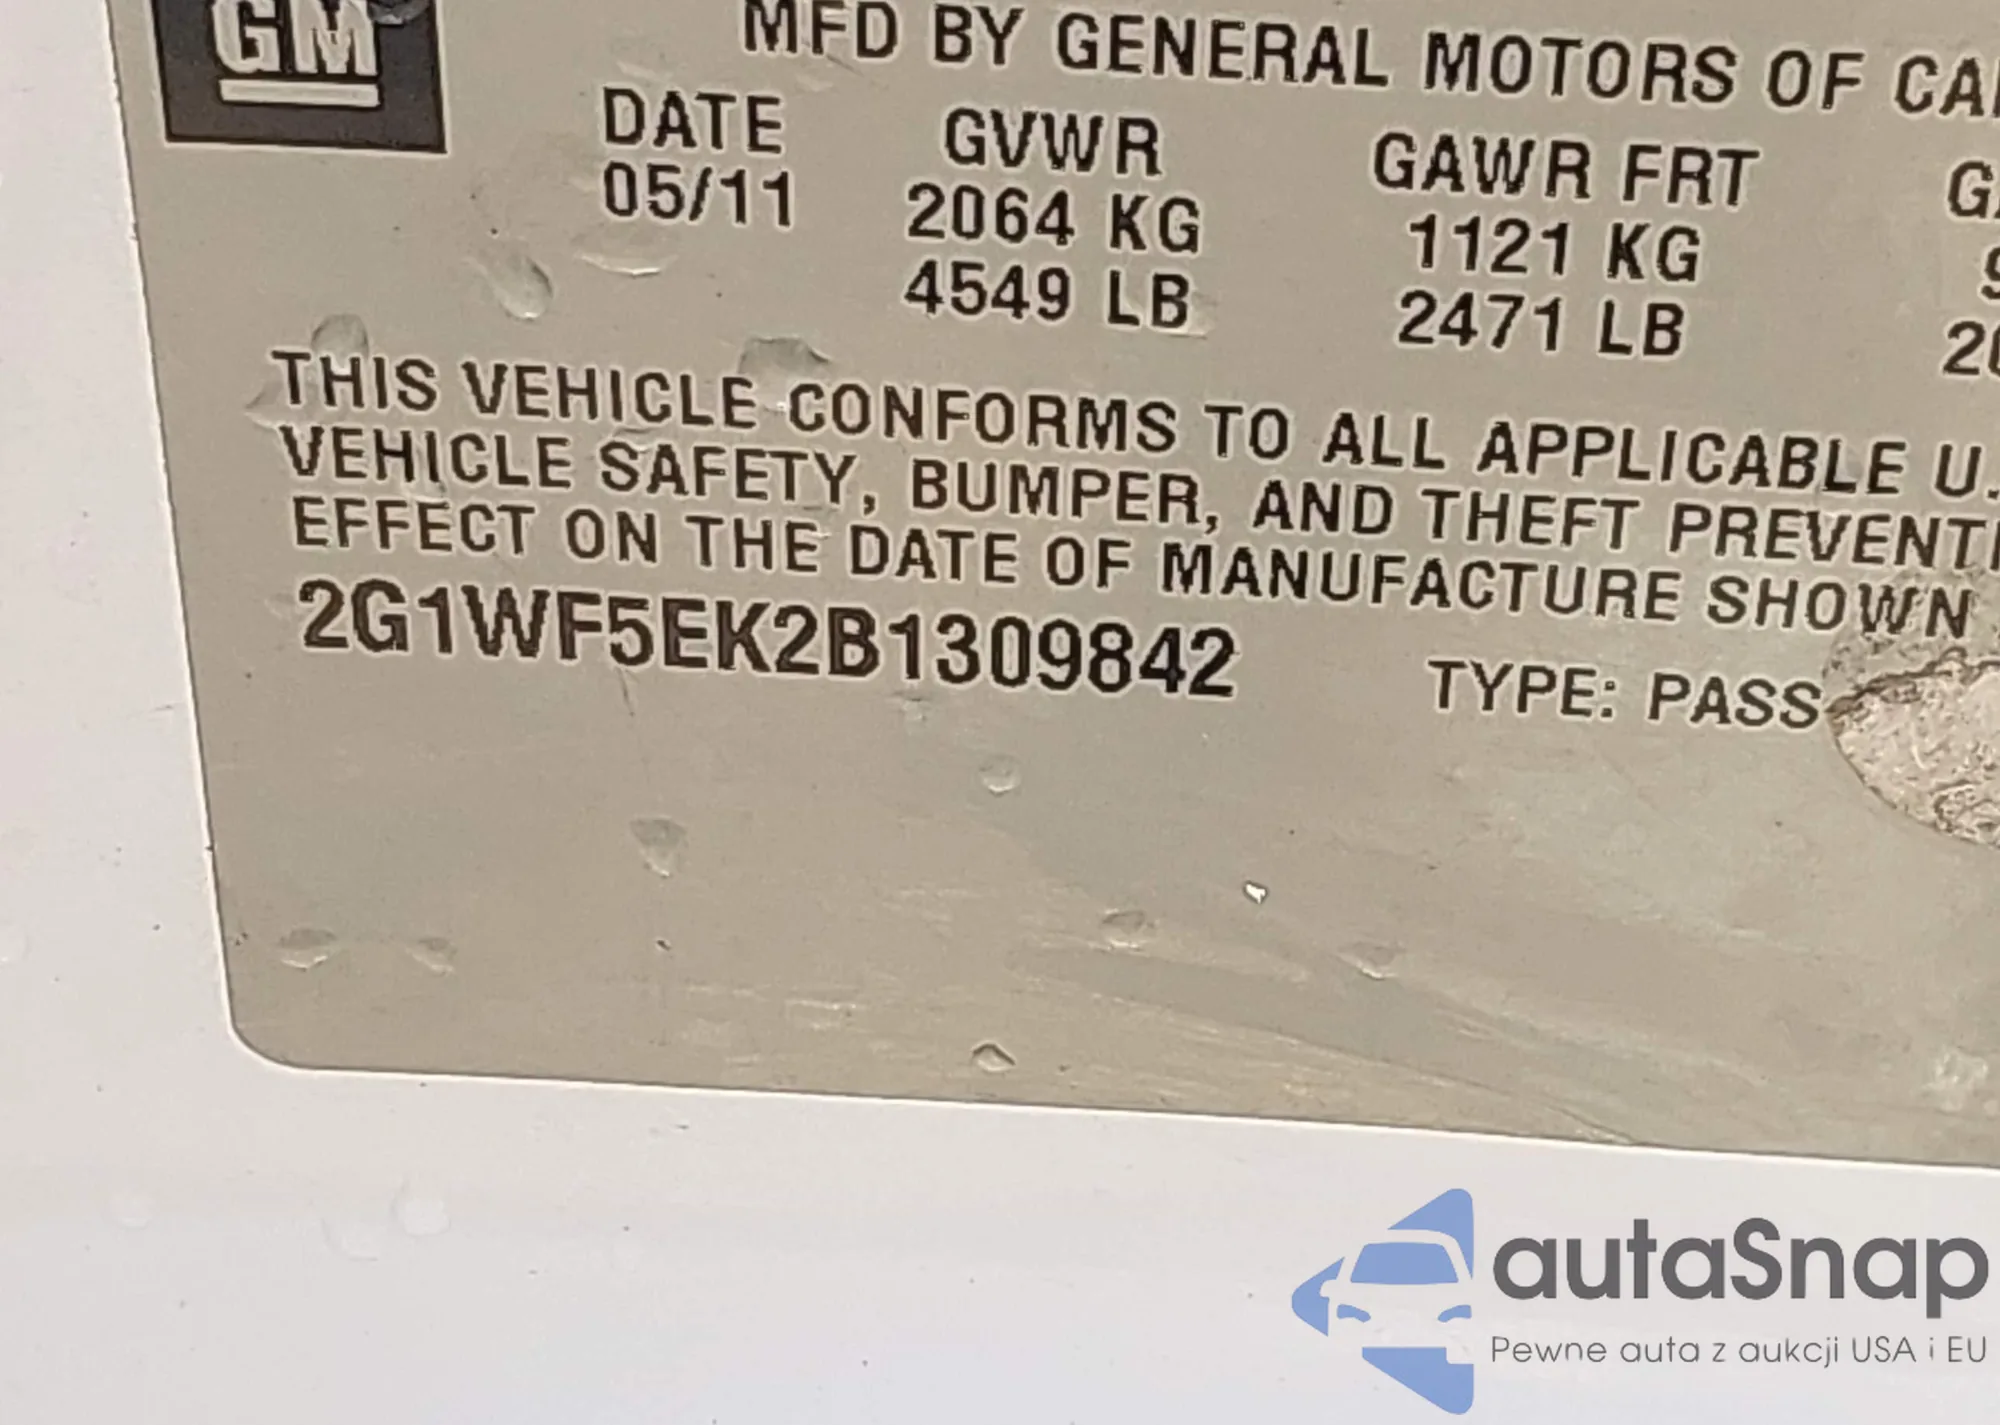 GM
MFD BY GENERAL MOTORS OF CA
DATE GVWR GAWR FRT
05/11 2064 KG 1121 KG
4549 LB 2471 LB
THIS VEHICLE CONFORMS TO ALL APPLICABLE U.
VEHICLE SAFETY, BUMPER, AND THEFT PREVENTI
EFFECT ON THE DATE OF MANUFACTURE SHOWN
2G1WF5EK2B1309842 TYPE: PASS
autaSnap
Pewne auta z aukcji USA i EU